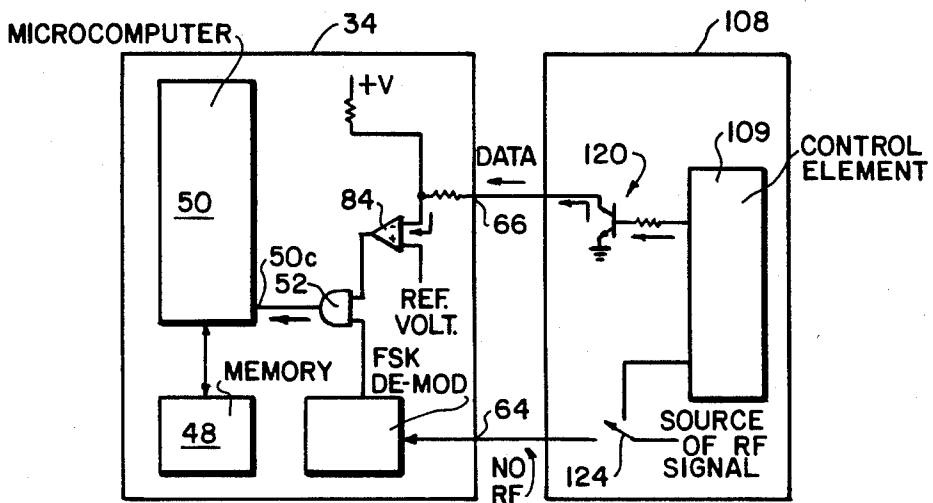 MICROCOMPUTER
34
108
+V
109
CONTROL
ELEMENT
DATA
120
50
84
66
50c
52
REF.
VOLT.
FSK
DE-MOD
MEMORY
48
64
NO
RF
124
SOURCE
OF RF
SIGNAL
-
+